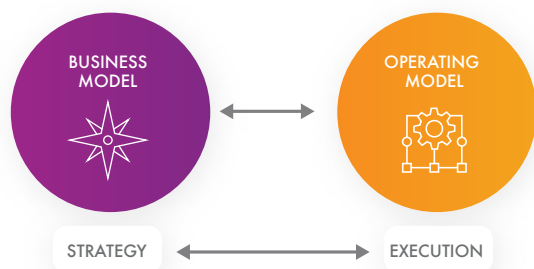 BUSINESS
MODEL
OPERATING
MODEL
STRATEGY
EXECUTION